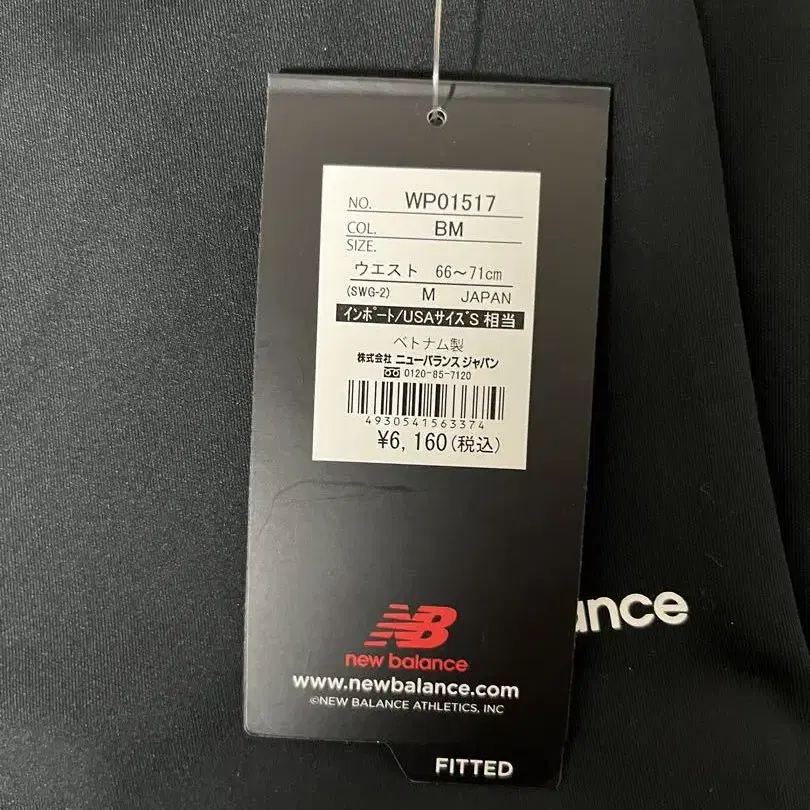 NO. WP01517
COL. BM
SIZE.
ウエスト 66～71cm
(SWG-2) M JAPAN
インポート/USAサイズS 相当
ベトナム製
株式会社 ニューバランス ジャパン
0120-85-7120
4930541563374
¥6,160(税込)
ance
NB
new balance
www.newbalance.com
©NEW BALANCE ATHLETICS, INC
FITTED